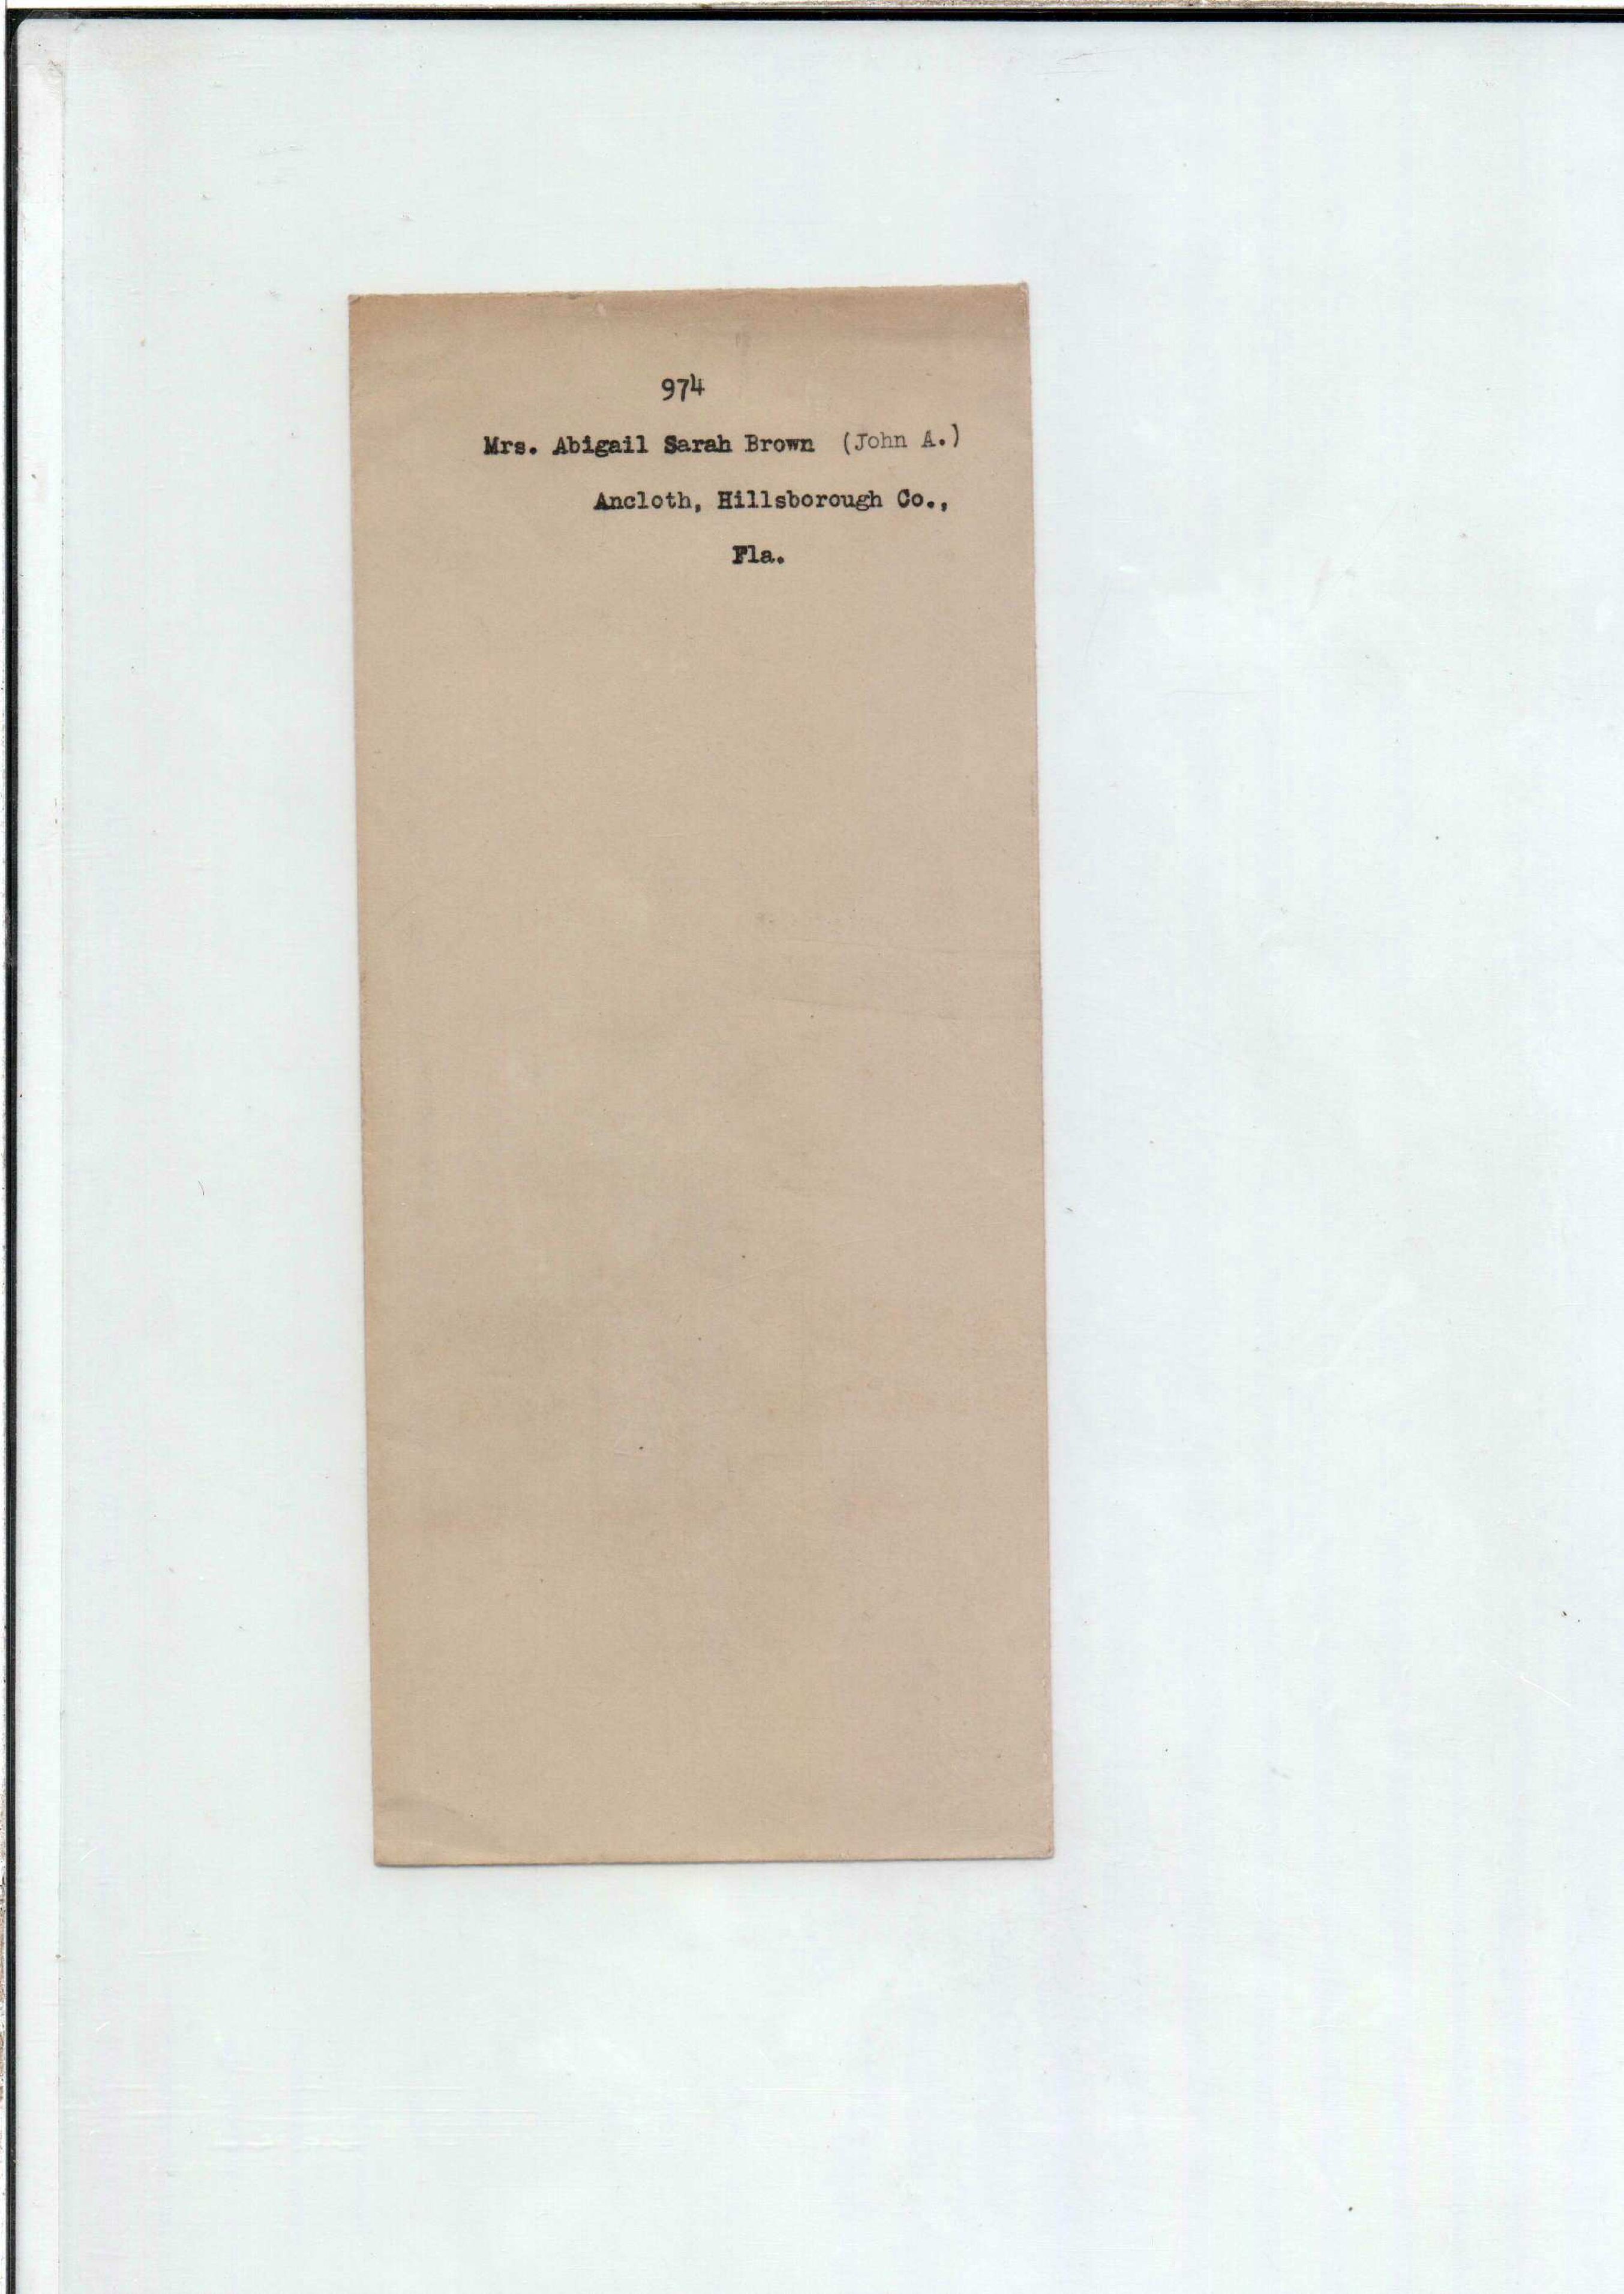 974
Mrs. Abigail Sarah Brown (John A.)
Ancloth, Hillsborough Co.,
Fla.